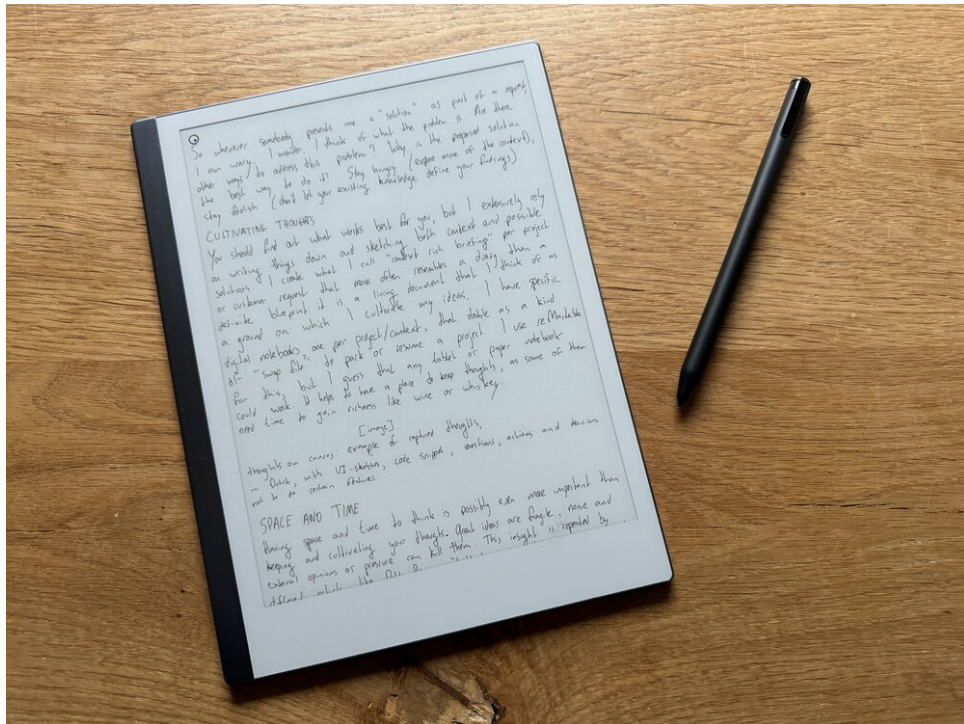 So whenever somebody presents me a "solution" as part of a request,
I am wary. I wonder. I think of what the problem is. Are there
other ways to adress this problem? Why is the proposed solution
the best way to do it? Stay hungry (explore more of the context),
stay foolish (don't let your existing knowledge define your findings).
CULTIVATING THOUGHTS
You should find out what works best for you, but I extensively rely
on writing things down and sketching both context and possible
solutions. I create what I call "context rich briefing" per project
or customer request that more often resembles a diary than a
definite blueprint. it is a living document that I think of as
a ground on which I cultivate my ideas. I have specific
digital notebooks, one per project/context, that as a kind
of "swap file" to park or resume a project. I use reMarkable
for this, but I guess that any tablet or paper notebook
could work. It helps to have a place to keep thoughts, as some of them
need time to gain richness like wine or whiskey.
[image]
thoughts on canvas: example of captured thoughts,
in Dutch, with UI-sketches, code snippet, questions, actions and decisions
not to do certain features.
SPACE AND TIME
Having space and time to think is possibly even more important than
keeping and cultivating your thoughts. Great ideas are fragile. noise and
external opinions or pressure can kill them. This insight is repeated by
different like